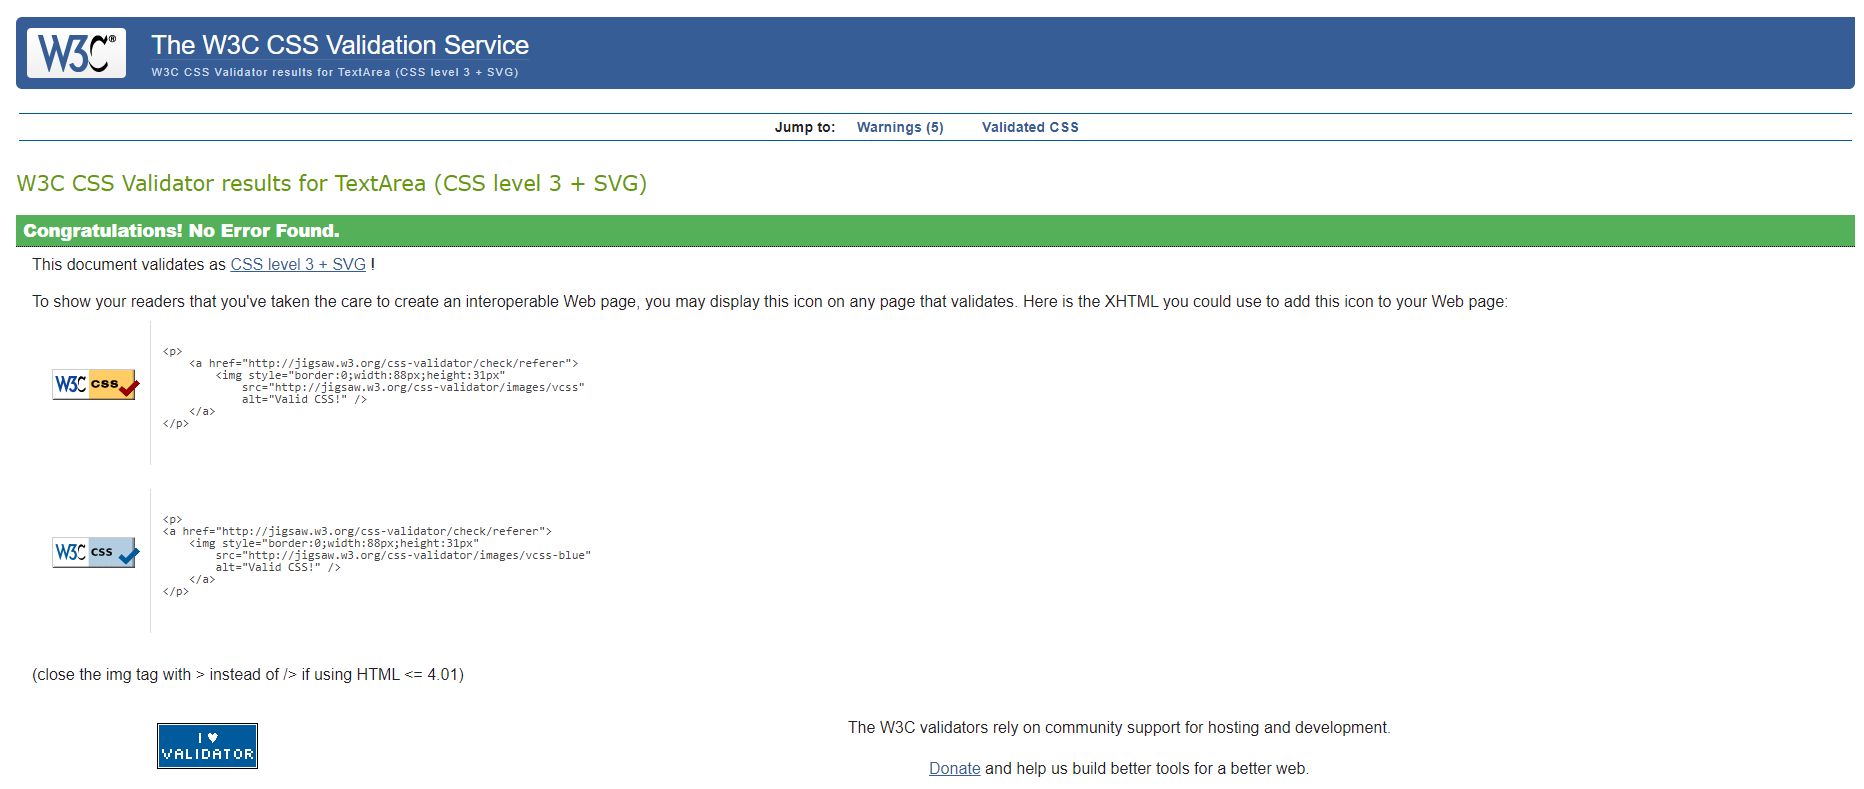 W3C®
The W3C CSS Validation Service
W3C CSS Validator results for TextArea (CSS level 3 + SVG)
Jump to: Warnings (5) Validated CSS
W3C CSS Validator results for TextArea (CSS level 3 + SVG)
Congratulations! No Error Found.
This document validates as CSS level 3 + SVG !
To show your readers that you've taken the care to create an interoperable Web page, you may display this icon on any page that validates. Here is the XHTML you could use to add this icon to your Web page:
W3C css
<p>
    <a href="http://jigsaw.w3.org/css-validator/check/referer">
        <img style="border:0;width:88px;height:31px"
            src="http://jigsaw.w3.org/css-validator/images/vcss"
            alt="Valid CSS!" />
    </a>
</p>
W3C css
<p>
<a href="http://jigsaw.w3.org/css-validator/check/referer">
    <img style="border:0;width:88px;height:31px"
        src="http://jigsaw.w3.org/css-validator/images/vcss-blue"
        alt="Valid CSS!" />
    </a>
</p>
(close the img tag with > instead of /> if using HTML <= 4.01)
I ♥
VALIDATOR
The W3C validators rely on community support for hosting and development.
Donate and help us build better tools for a better web.